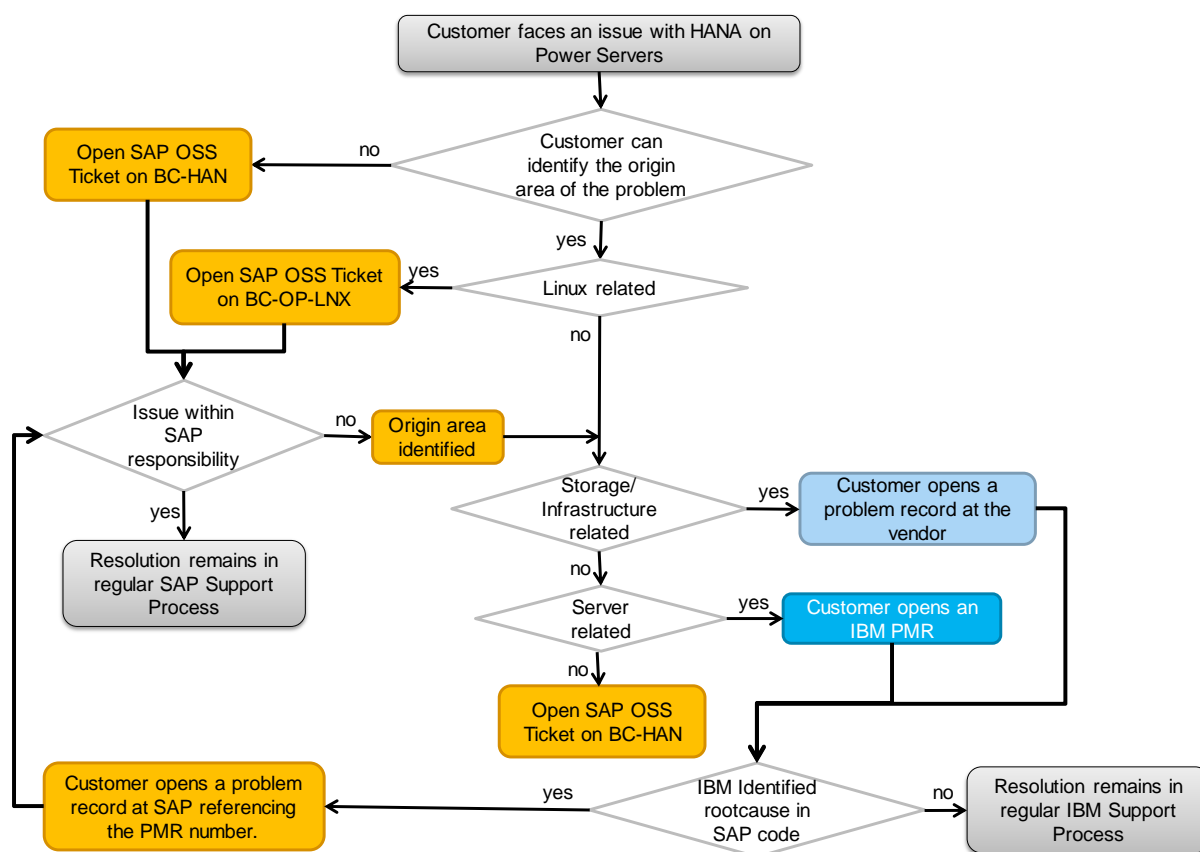 Customer faces an issue with HANA on
Power Servers
Customer can
identify the origin
area of the problem
no
Open SAP OSS
Ticket on BC-HAN
yes
Linux related
yes
Open SAP OSS Ticket
on BC-OP-LNX
no
Issue within
SAP
responsibility
no
Origin area
identified
yes
Resolution remains in
regular SAP Support
Process
Storage/
Infrastructure
related
yes
Customer opens a
problem record at the
vendor
no
Server
related
yes
Customer opens an
IBM PMR
no
Open SAP OSS
Ticket on BC-HAN
IBM Identified
rootcause in
SAP code
yes
Customer opens a problem
record at SAP referencing
the PMR number.
no
Resolution remains in
regular IBM Support
Process